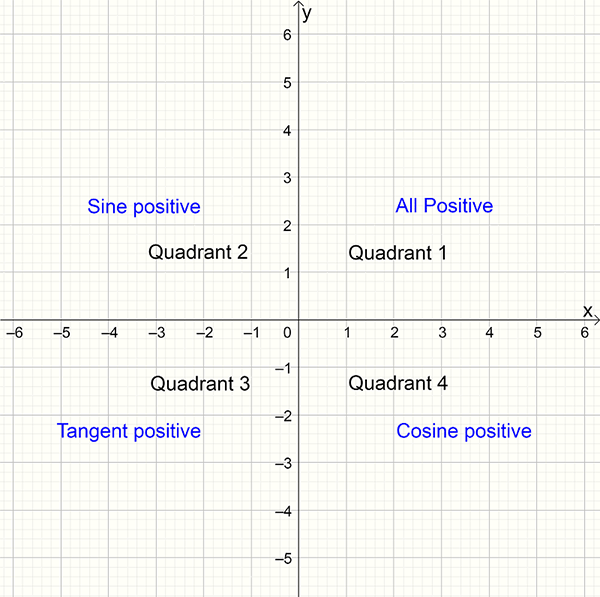 y
6
5
4
3
Sine positive All Positive
2
Quadrant 2 Quadrant 1
1
x
–6 –5 –4 –3 –2 –1 0 1 2 3 4 5 6
–1
Quadrant 3 Quadrant 4
–2
Tangent positive Cosine positive
–3
–4
–5